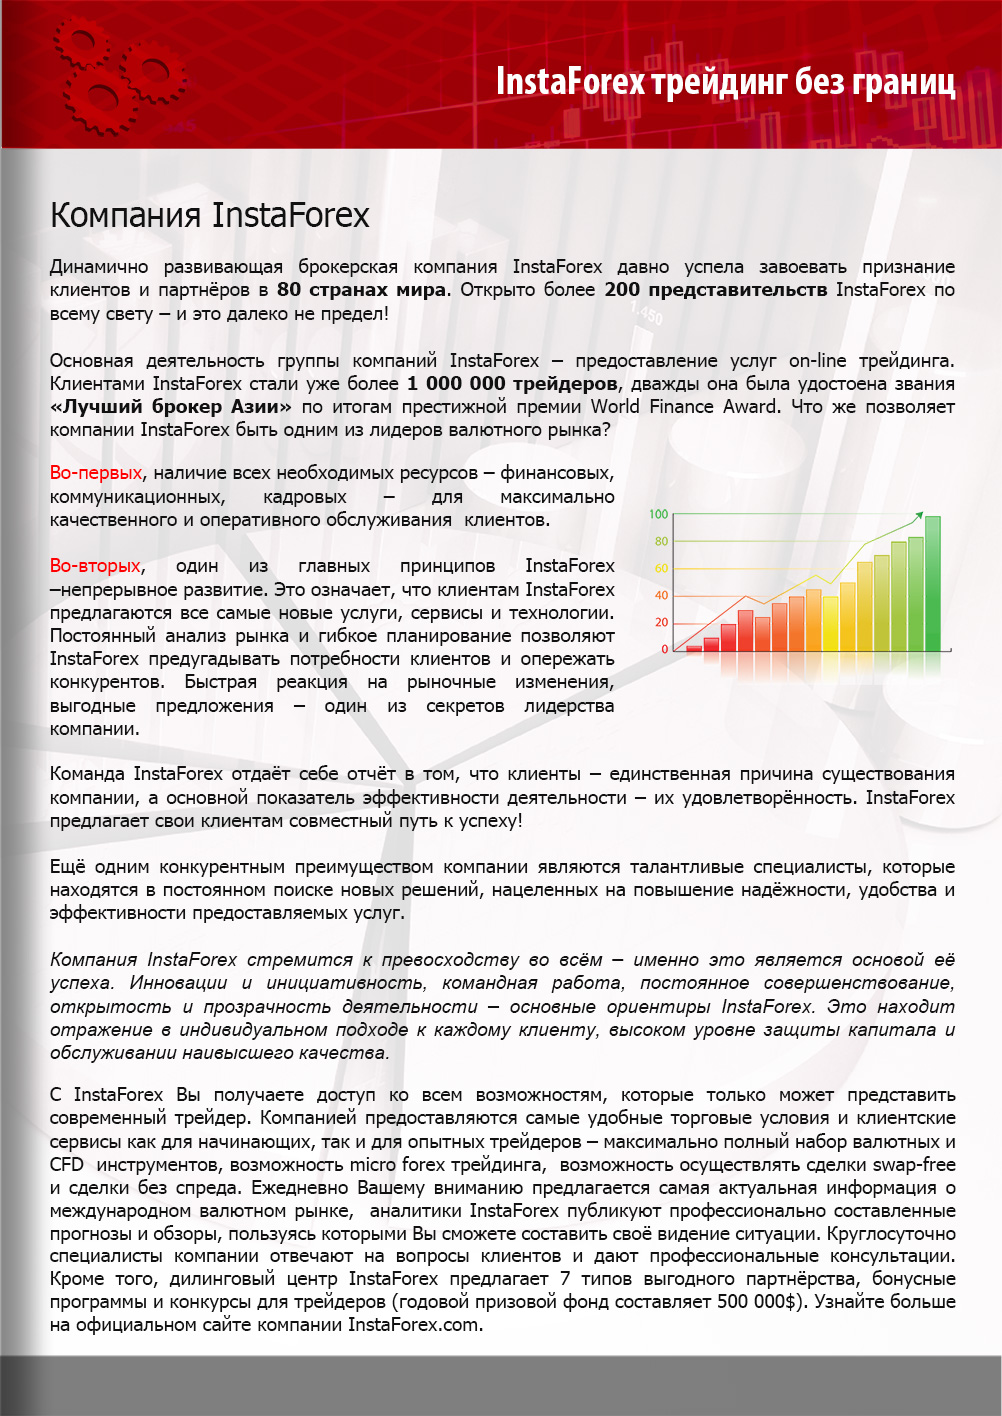 InstaForex трейдинг без границ
Компания InstaForex
Динамично развивающая брокерская компания InstaForex давно успела завоевать признание
клиентов и партнёров в 80 странах мира. Открыто более 200 представительств InstaForex по
всему свету – и это далеко не предел!
1,450
Основная деятельность группы компаний InstaForex – предоставление услуг on-line трейдинга.
Клиентами InstaForex стали уже более 1 000 000 трейдеров, дважды она была удостоена звания
«Лучший брокер Азии» по итогам престижной премии World Finance Award. Что же позволяет
компании InstaForex быть одним из лидеров валютного рынка?
Во-первых, наличие всех необходимых ресурсов – финансовых,
коммуникационных, кадровых – для максимально
качественного и оперативного обслуживания клиентов.
Во-вторых, один из главных принципов InstaForex
–непрерывное развитие. Это означает, что клиентам InstaForex
предлагаются все самые новые услуги, сервисы и технологии.
Постоянный анализ рынка и гибкое планирование позволяют
InstaForex предугадывать потребности клиентов и опережать
конкурентов. Быстрая реакция на рыночные изменения,
выгодные предложения – один из секретов лидерства
компании.
100
80
60
40
20
0
Команда InstaForex отдаёт себе отчёт в том, что клиенты – единственная причина существования
компании, а основной показатель эффективности деятельности – их удовлетворённость. InstaForex
предлагает свои клиентам совместный путь к успеху!
Ещё одним конкурентным преимуществом компании являются талантливые специалисты, которые
находятся в постоянном поиске новых решений, нацеленных на повышение надёжности, удобства и
эффективности предоставляемых услуг.
Компания InstaForex стремится к превосходству во всём – именно это является основой её
успеха. Инновации и инициативность, командная работа, постоянное совершенствование,
открытость и прозрачность деятельности – основные ориентиры InstaForex. Это находит
отражение в индивидуальном подходе к каждому клиенту, высоком уровне защиты капитала и
обслуживании наивысшего качества.
С InstaForex Вы получаете доступ ко всем возможностям, которые только может представить
современный трейдер. Компанией предоставляются самые удобные торговые условия и клиентские
сервисы как для начинающих, так и для опытных трейдеров – максимально полный набор валютных и
CFD инструментов, возможность micro forex трейдинга, возможность осуществлять сделки swap-free
и сделки без спреда. Ежедневно Вашему вниманию предлагается самая актуальная информация о
международном валютном рынке, аналитики InstaForex публикуют профессионально составленные
прогнозы и обзоры, пользуясь которыми Вы сможете составить своё видение ситуации. Круглосуточно
специалисты компании отвечают на вопросы клиентов и дают профессиональные консультации.
Кроме того, дилинговый центр InstaForex предлагает 7 типов выгодного партнёрства, бонусные
программы и конкурсы для трейдеров (годовой призовой фонд составляет 500 000$). Узнайте больше
на официальном сайте компании InstaForex.com.